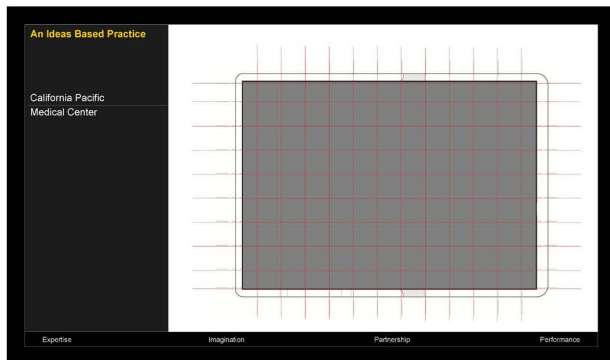 An Ideas Based Practice
California Pacific
Medical Center
Expertise
Imagination
Partnership
Performance